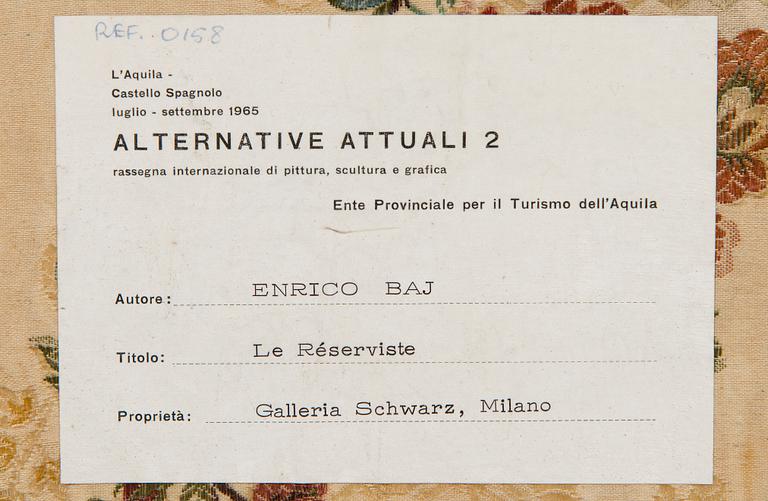 REF. 0158
L'Aquila -
Castello Spagnolo
luglio - settembre 1965
ALTERNATIVE ATTUALI 2
rassegna internazionale di pittura, scultura e grafica
Ente Provinciale per il Turismo dell'Aquila
Autore: ENRICO BAJ
Titolo: Le Réserviste
Proprietà: Galleria Schwarz, Milano